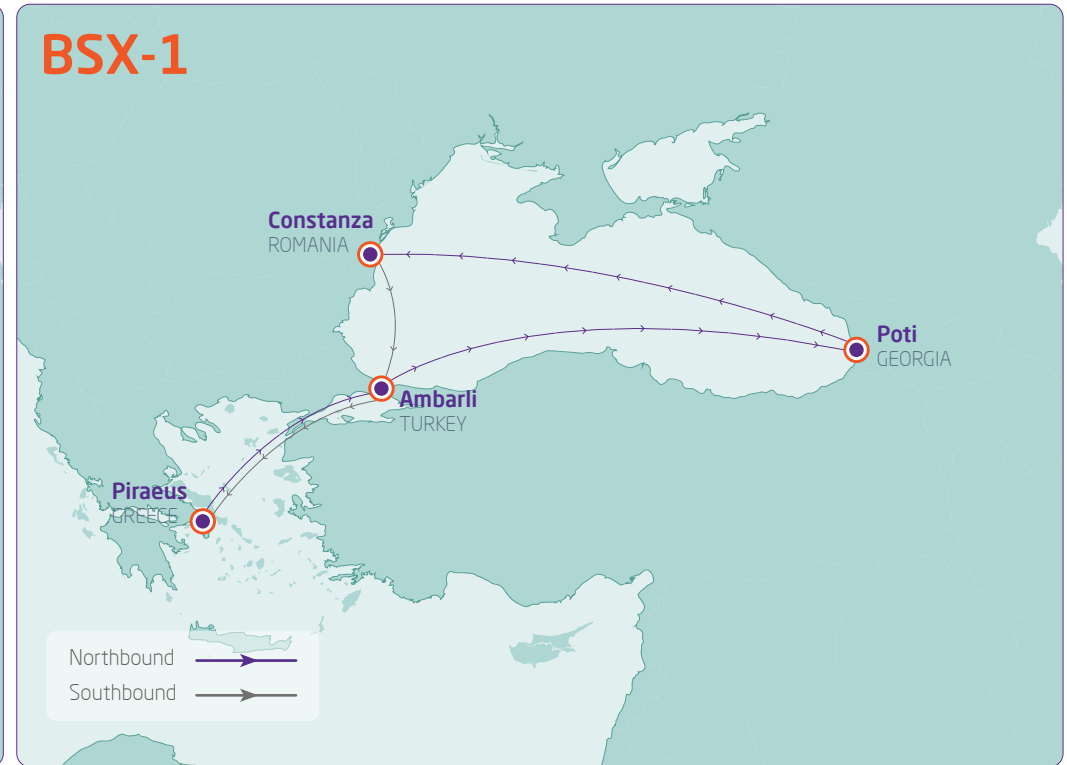 BSX-1
Constanza
ROMANIA
Poti
GEORGIA
Ambarli
TURKEY
Piraeus
GREECE
Northbound
Southbound